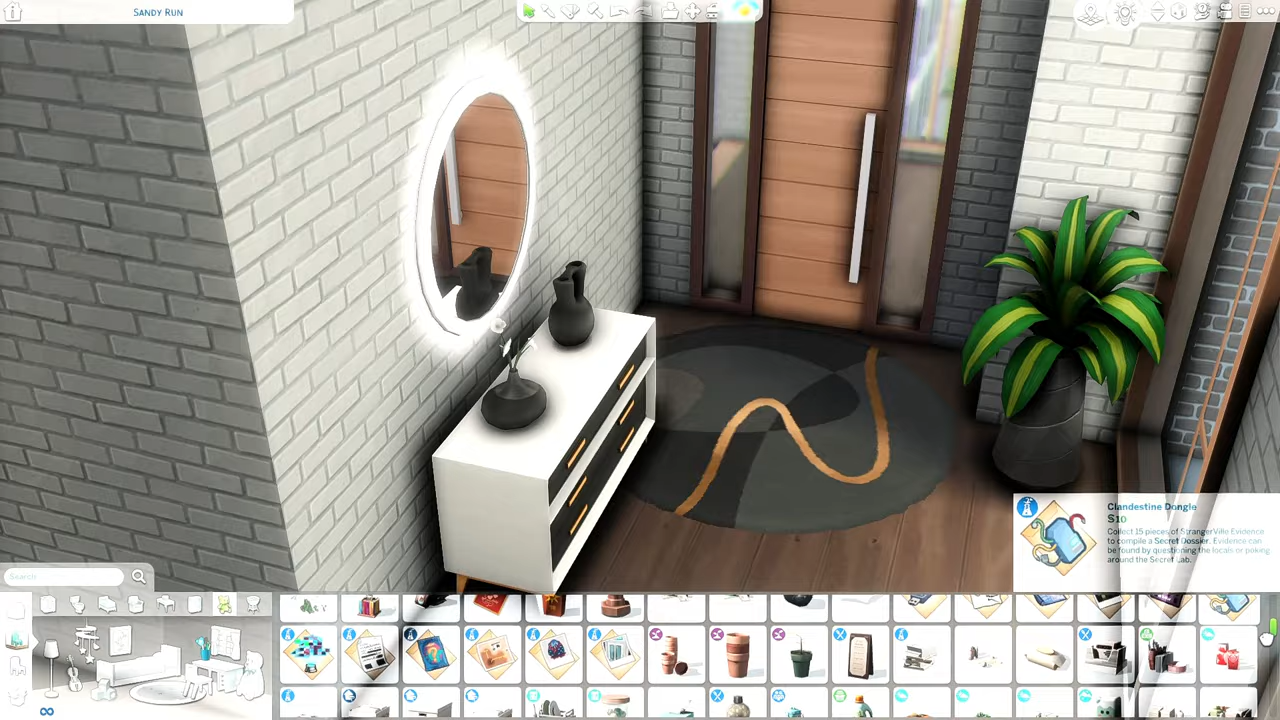 SANDY RUN
Clandestine Dongle
§10
Collect 15 pieces of StrangerVille Evidence
to compile a Secret Dossier. Evidence can
be found by questioning the locals or poking
around the Secret Lab.
Search